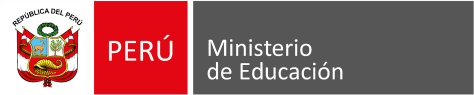 REPÚBLICA DEL PERÚ
PERÚ
Ministerio
de Educación